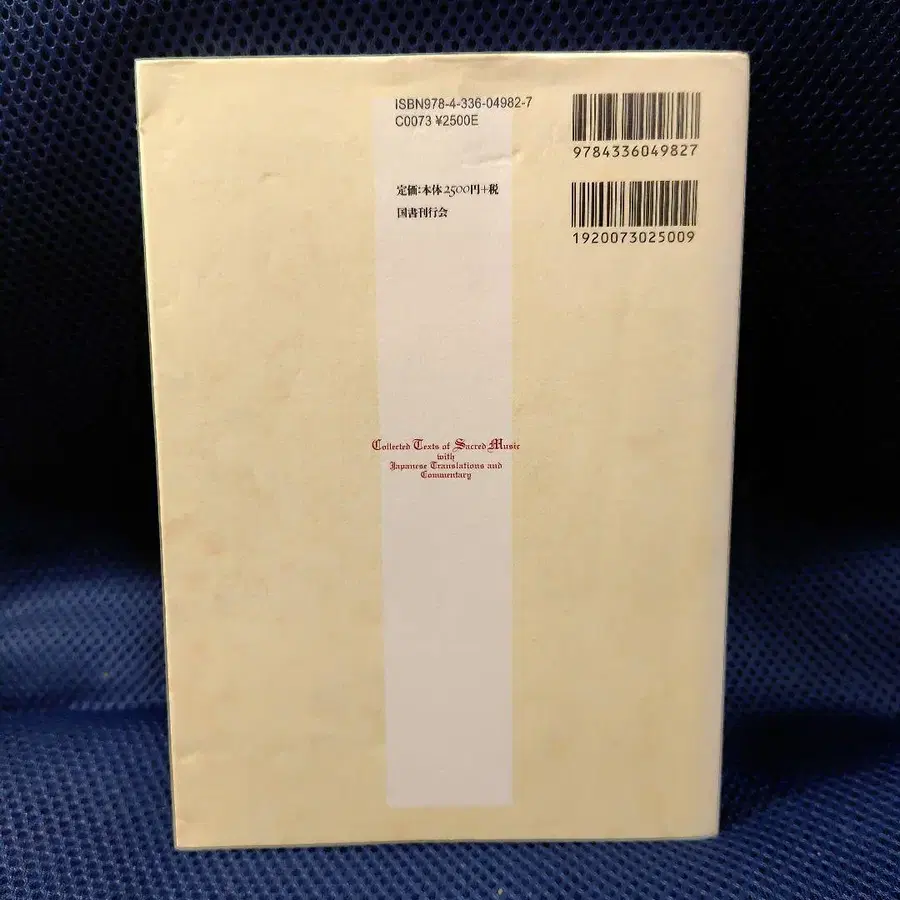 ISBN978-4-336-04982-7
C0073 ¥2500E
9784336049827
定価:本体2500円+税
国書刊行会
1920073025009
Collected Texts of Sacred Music
with
Japanese Translations and
Commentary